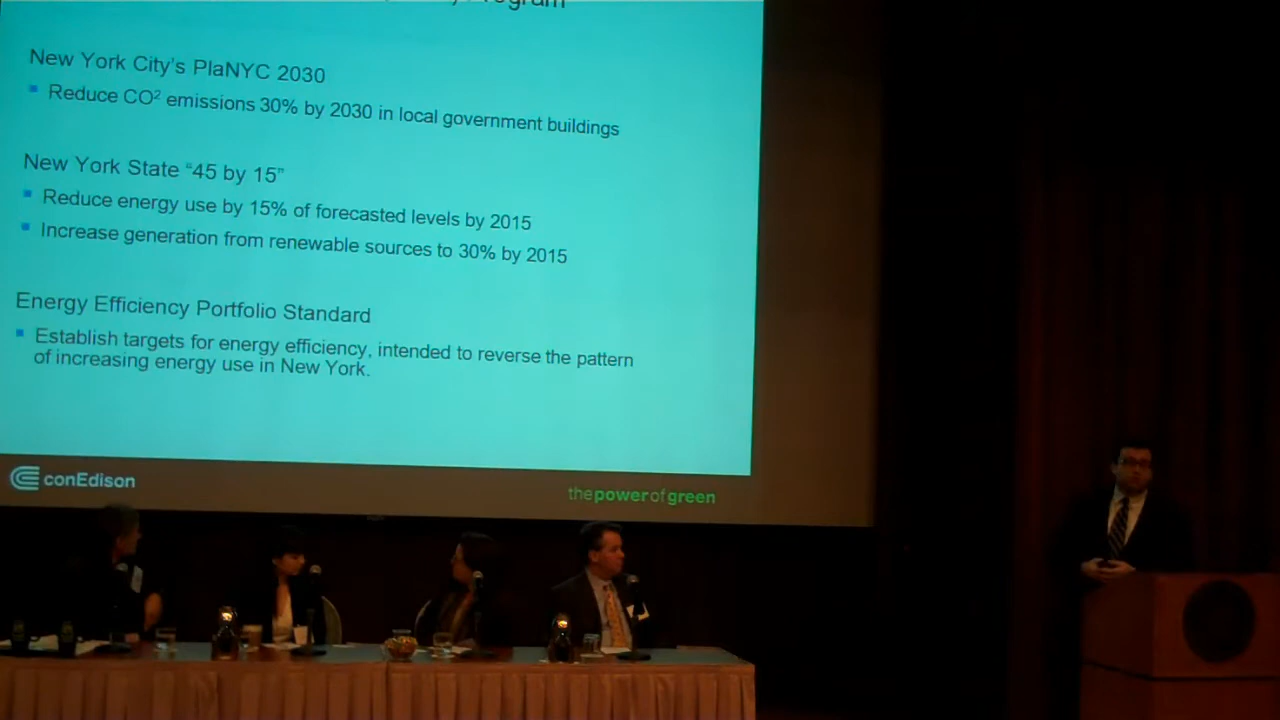 New York City's PlaNYC 2030
Reduce CO² emissions 30% by 2030 in local government buildings
New York State "45 by 15"
Reduce energy use by 15% of forecasted levels by 2015
Increase generation from renewable sources to 30% by 2015
Energy Efficiency Portfolio Standard
Establish targets for energy efficiency, intended to reverse the pattern
of increasing energy use in New York.
conEdison
thepowerofgreen